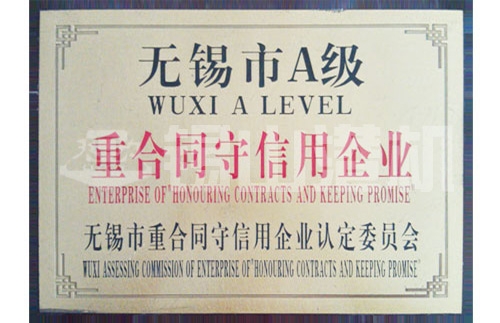 无锡市A级
WUXI A LEVEL
重合同守信用企业
ENTERPRISE OF "HONOURING CONTRACTS AND KEEPING PROMISE"
无锡市重合同守信用企业认定委员会
WUXI ASSESSING COMMISSION OF ENTERPRISE OF "HONOURING CONTRACTS AND KEEPING PROMISE"